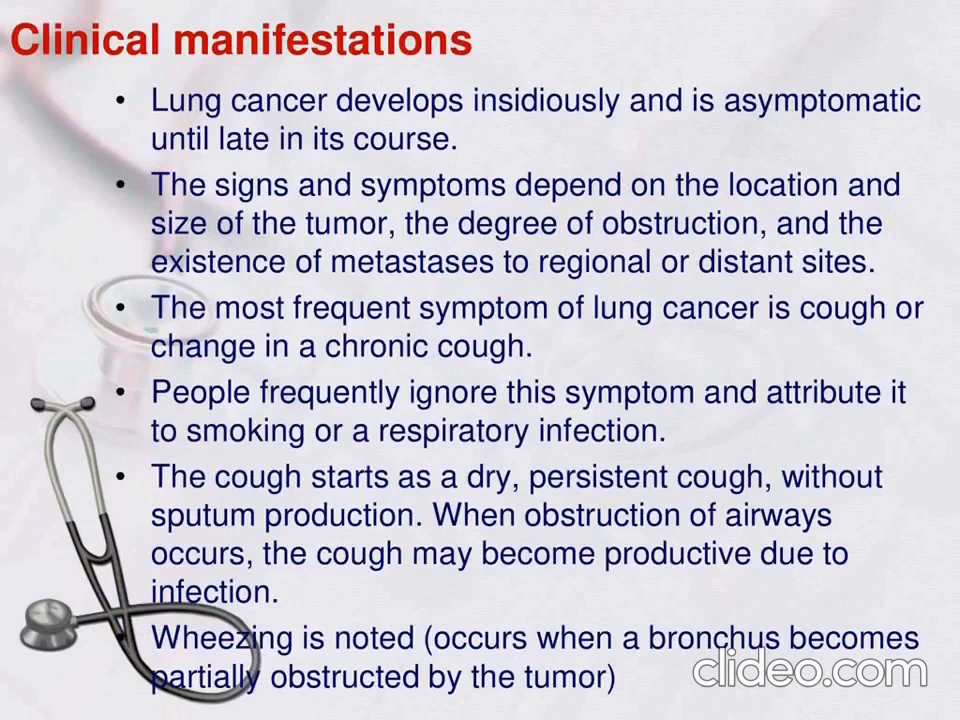 Clinical manifestations
• Lung cancer develops insidiously and is asymptomatic
until late in its course.
• The signs and symptoms depend on the location and
size of the tumor, the degree of obstruction, and the
existence of metastases to regional or distant sites.
• The most frequent symptom of lung cancer is cough or
change in a chronic cough.
• People frequently ignore this symptom and attribute it
to smoking or a respiratory infection.
• The cough starts as a dry, persistent cough, without
sputum production. When obstruction of airways
occurs, the cough may become productive due to
infection.
• Wheezing is noted (occurs when a bronchus becomes
partially obstructed by the tumor)
clideo.com